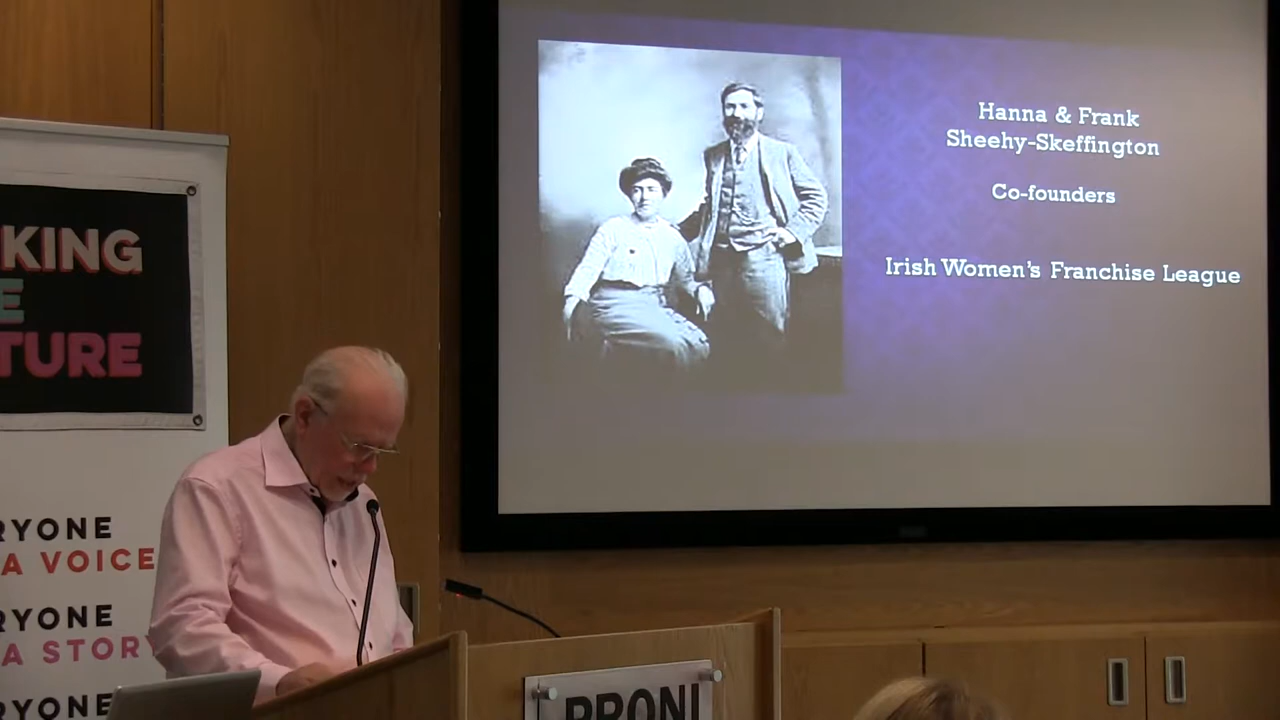 Hanna & Frank
Sheehy-Skeffington
Co-founders
Irish Women's Franchise League
KING
E
TURE
RYONE
A VOICE
RYONE
A STORY
RYONE
PRONI